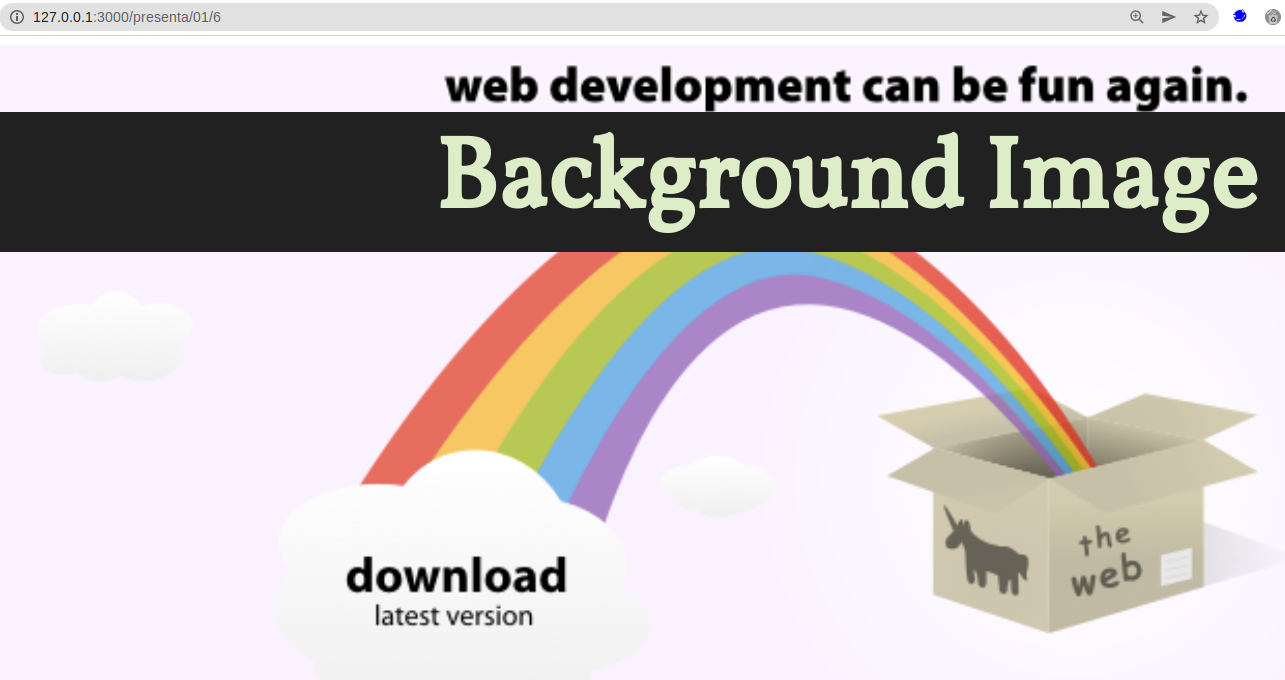 127.0.0.1:3000/presenta/01/6
web development can be fun again.
Background Image
download
latest version
the
web